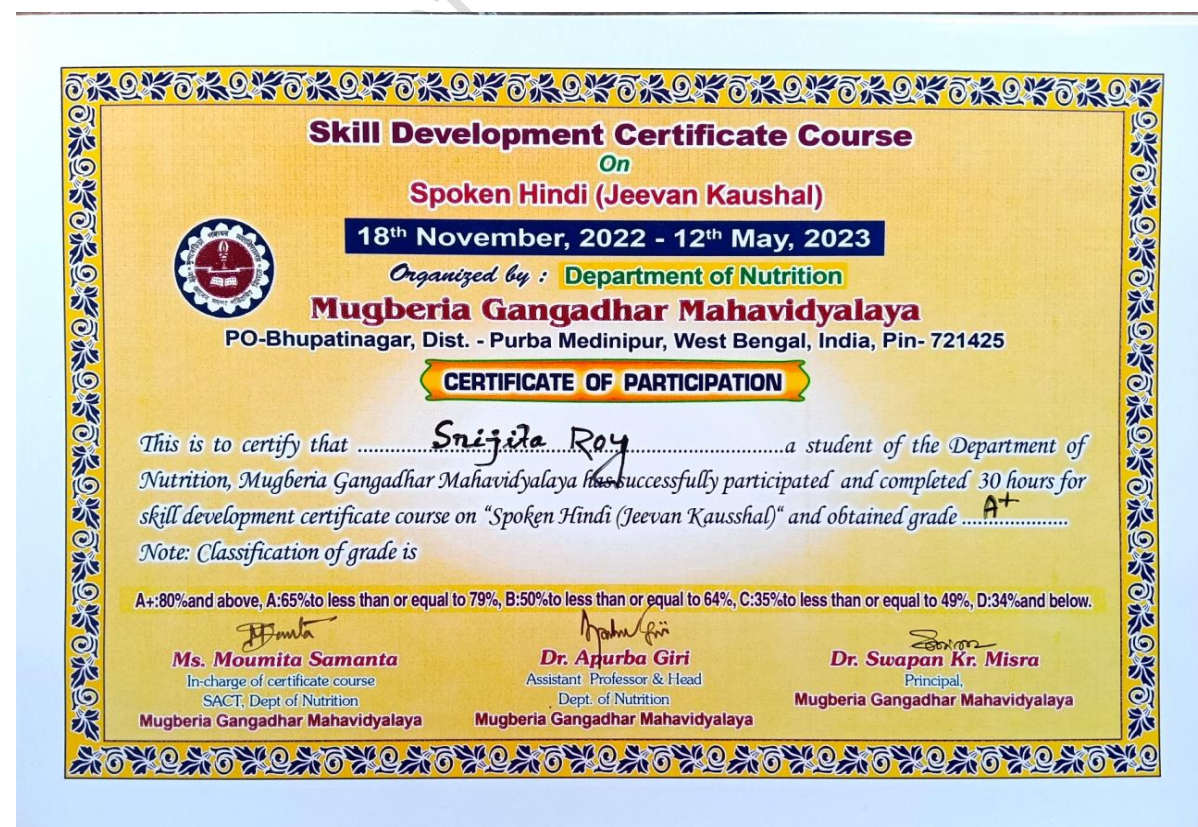 Skill Development Certificate Course
On
Spoken Hindi (Jeevan Kaushal)
18th November, 2022 - 12th May, 2023
Organized by : Department of Nutrition
Mugberia Gangadhar Mahavidyalaya
PO-Bhupatinagar, Dist. - Purba Medinipur, West Bengal, India, Pin- 721425
CERTIFICATE OF PARTICIPATION
This is to certify that .................Srijita Roy.................a student of the Department of
Nutrition, Mugberia Gangadhar Mahavidyalaya has successfully participated and completed 30 hours for
skill development certificate course on “Spoken Hindi (Jeevan Kausshal)“ and obtained grade ....A+..............
Note: Classification of grade is
A+:80%and above, A:65%to less than or equal to 79%, B:50%to less than or equal to 64%, C:35%to less than or equal to 49%, D:34%and below.
Ms. Moumita Samanta
In-charge of certificate course
SACT, Dept of Nutrition
Mugberia Gangadhar Mahavidyalaya
Dr. Apurba Giri
Assistant Professor & Head
Dept. of Nutrition
Mugberia Gangadhar Mahavidyalaya
Dr. Swapan Kr. Misra
Principal,
Mugberia Gangadhar Mahavidyalaya